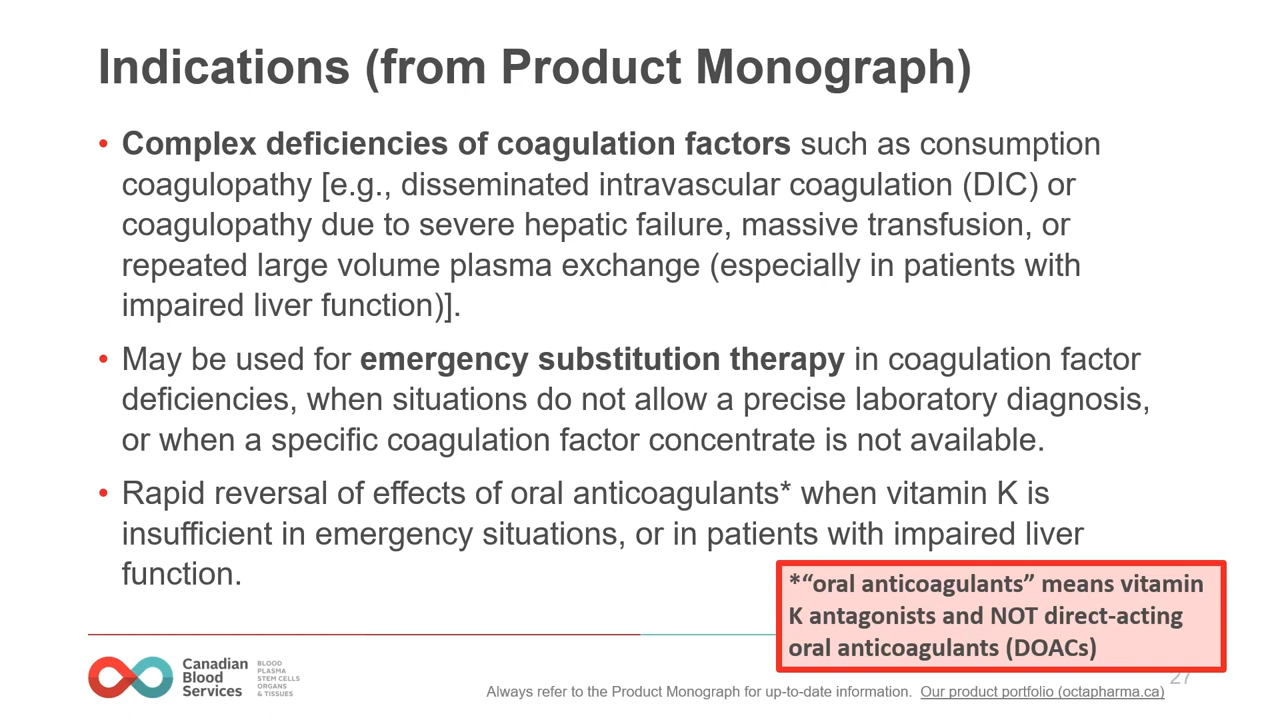 Indications (from Product Monograph)
• Complex deficiencies of coagulation factors such as consumption
coagulopathy [e.g., disseminated intravascular coagulation (DIC) or
coagulopathy due to severe hepatic failure, massive transfusion, or
repeated large volume plasma exchange (especially in patients with
impaired liver function)].
• May be used for emergency substitution therapy in coagulation factor
deficiencies, when situations do not allow a precise laboratory diagnosis,
or when a specific coagulation factor concentrate is not available.
• Rapid reversal of effects of oral anticoagulants* when vitamin K is
insufficient in emergency situations, or in patients with impaired liver
function.
*“oral anticoagulants” means vitamin
K antagonists and NOT direct-acting
oral anticoagulants (DOACs)
Canadian
Blood
Services
BLOOD
PLASMA
STEM CELLS
ORGANS
& TISSUES
Always refer to the Product Monograph for up-to-date information. Our product portfolio (octapharma.ca)
27